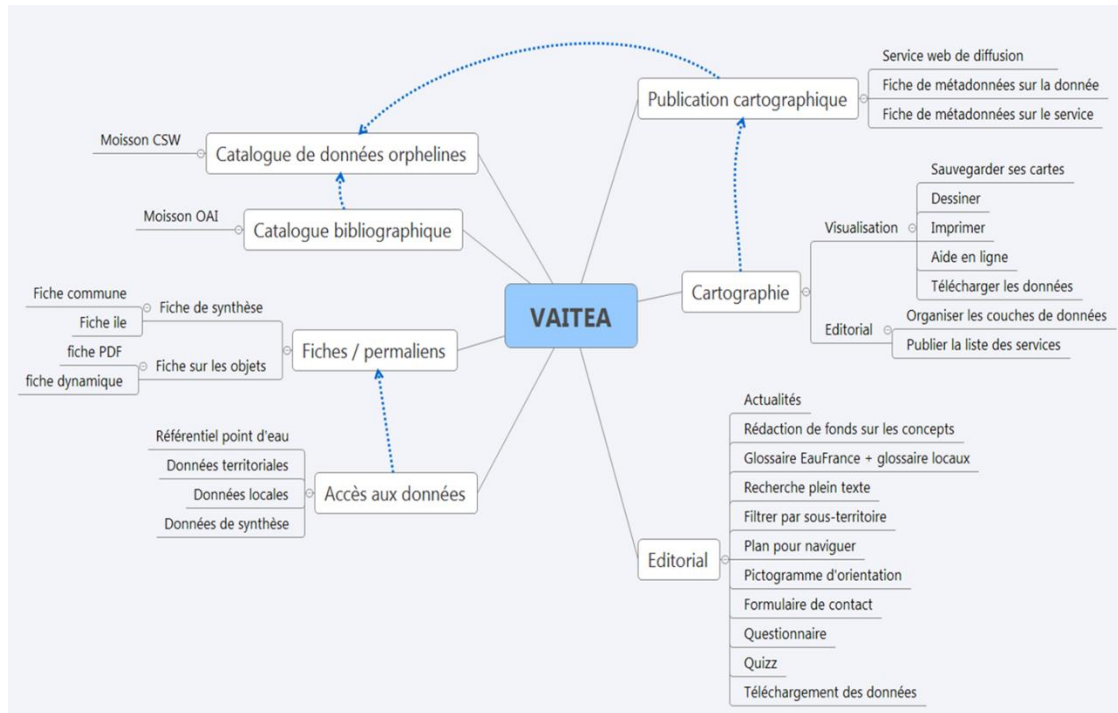 VAITEA
Publication cartographique
Service web de diffusion
Fiche de métadonnées sur la donnée
Fiche de métadonnées sur le service
Cartographie
Visualisation
Sauvegarder ses cartes
Dessiner
Imprimer
Aide en ligne
Télécharger les données
Editorial
Organiser les couches de données
Publier la liste des services
Editorial
Actualités
Rédaction de fonds sur les concepts
Glossaire EauFrance + glossaire locaux
Recherche plein texte
Filtrer par sous-territoire
Plan pour naviguer
Pictogramme d'orientation
Formulaire de contact
Questionnaire
Quizz
Téléchargement des données
Catalogue de données orphelines
Moisson CSW
Catalogue bibliographique
Moisson OAI
Fiches / permaliens
Fiche de synthèse
Fiche commune
Fiche ile
Fiche sur les objets
fiche PDF
fiche dynamique
Accès aux données
Référentiel point d'eau
Données territoriales
Données locales
Données de synthèse